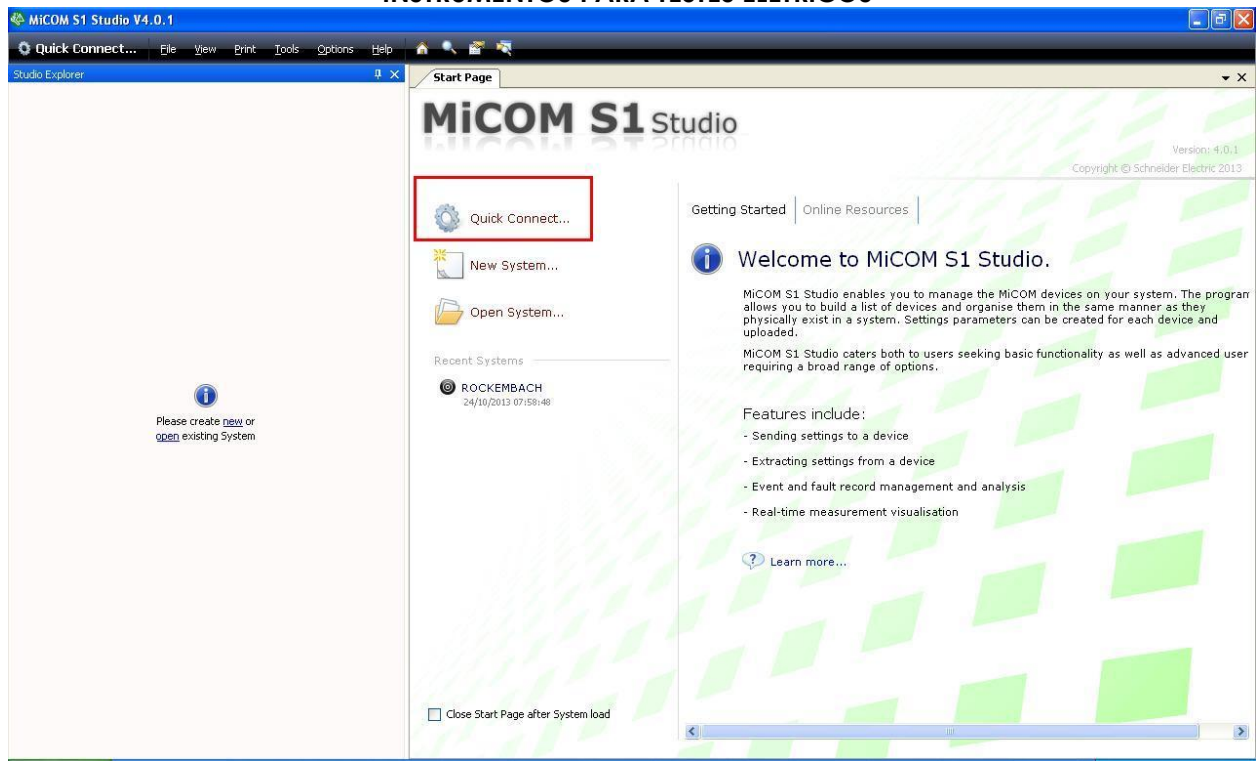 INSTRUMENTOS PARA TESTES ELÉTRICOS
MiCOM S1 Studio V4.0.1
Quick Connect... File View Print Tools Options Help
Studio Explorer
Start Page
MiCOM S1 Studio
Version: 4.0.1
Copyright © Schneider Electric 2013
Quick Connect...
New System...
Open System...
Recent Systems
ROCKEMBACH
24/10/2013 07:58:48
Please create new or
open existing System
Close Start Page after System load
Getting Started Online Resources
Welcome to MiCOM S1 Studio.
MiCOM S1 Studio enables you to manage the MiCOM devices on your system. The program
allows you to build a list of devices and organise them in the same manner as they
physically exist in a system. Settings parameters can be created for each device and
uploaded.
MiCOM S1 Studio caters both to users seeking basic functionality as well as advanced user
requiring a broad range of options.
Features include:
- Sending settings to a device
- Extracting settings from a device
- Event and fault record management and analysis
- Real-time measurement visualisation
Learn more...